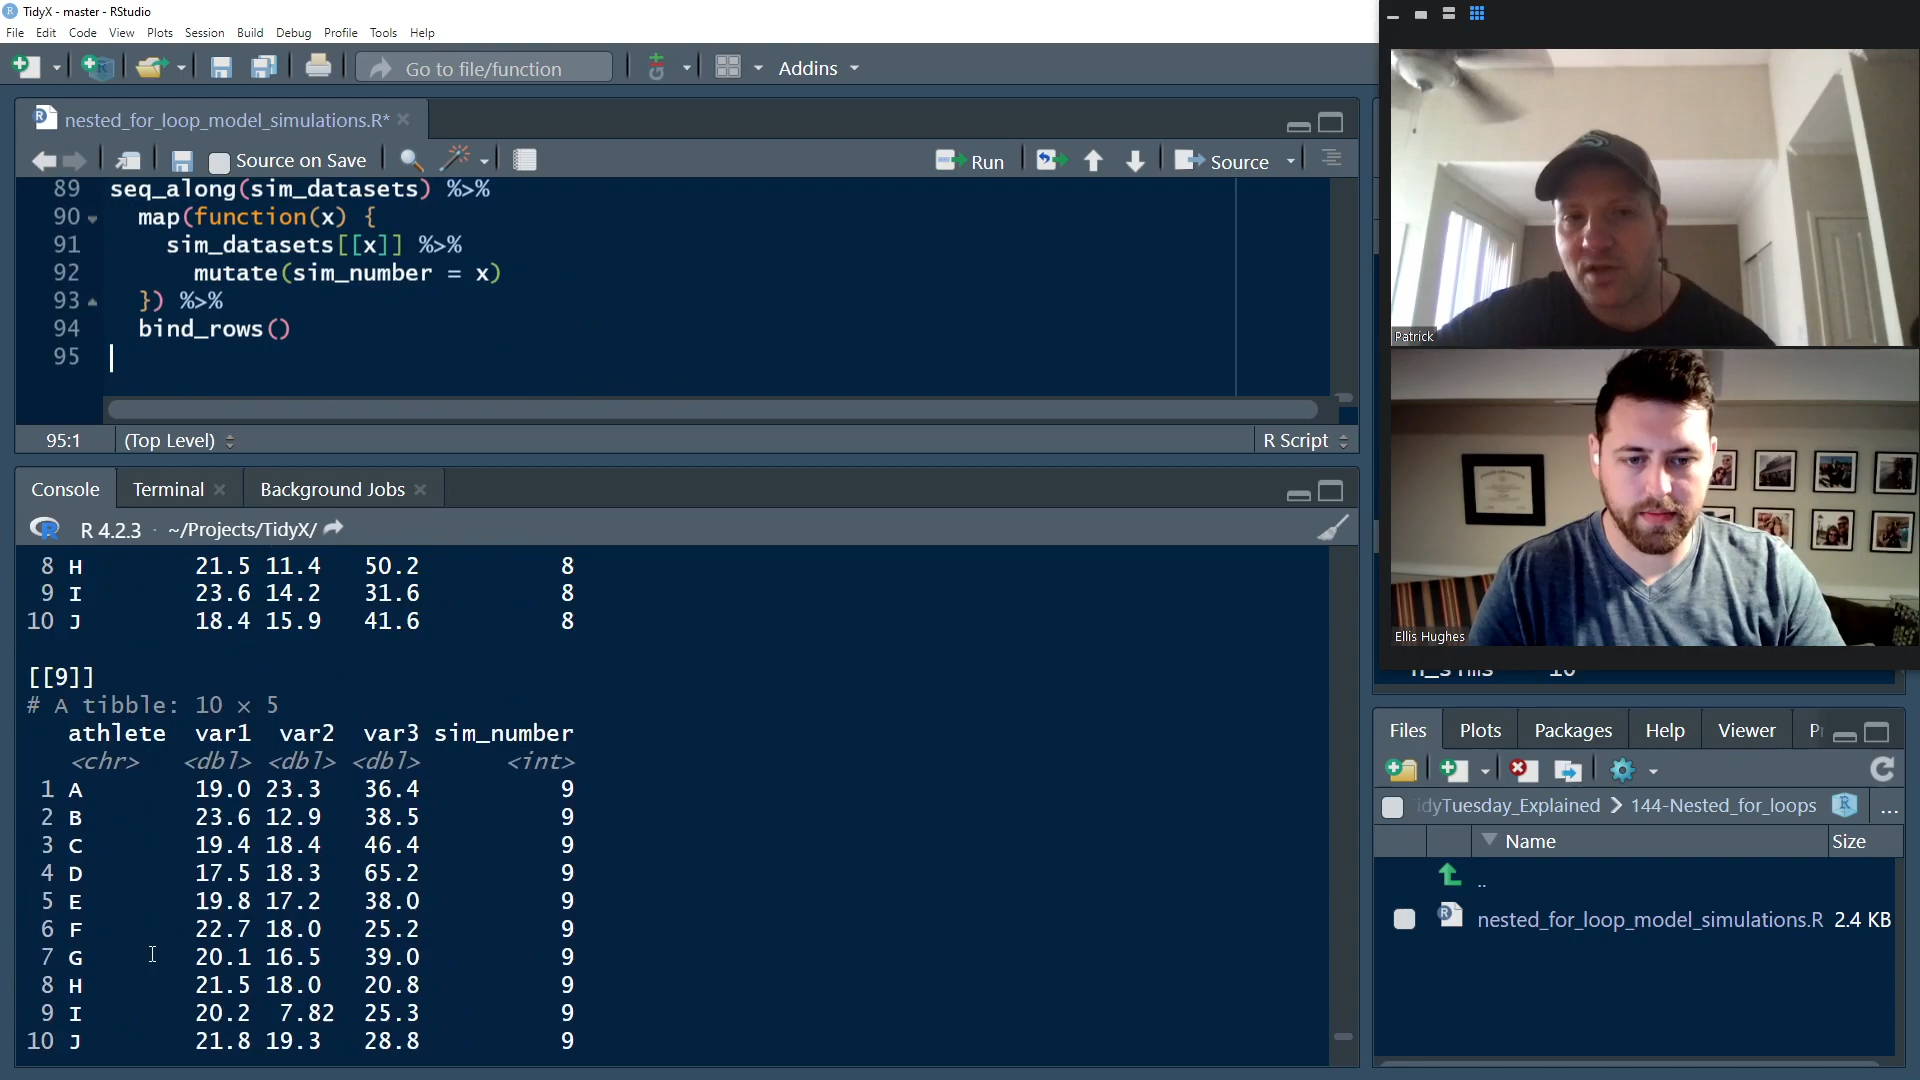 TidyX - master - RStudio
File Edit Code View Plots Session Build Debug Profile Tools Help
Go to file/function
Addins
nested_for_loop_model_simulations.R*
Source on Save
Run
Source
89 seq_along(sim_datasets) %>%
90 map(function(x) {
91 sim_datasets[[x]] %>%
92 mutate(sim_number = x)
93 }) %>%
94 bind_rows()
95
95:1 (Top Level) R Script
Console Terminal Background Jobs
R 4.2.3 · ~/Projects/TidyX/
8 H 21.5 11.4 50.2 8
9 I 23.6 14.2 31.6 8
10 J 18.4 15.9 41.6 8
[[9]]
# A tibble: 10 × 5
athlete var1 var2 var3 sim_number
<chr> <dbl> <dbl> <dbl> <int>
1 A 19.0 23.3 36.4 9
2 B 23.6 12.9 38.5 9
3 C 19.4 18.4 46.4 9
4 D 17.5 18.3 65.2 9
5 E 19.8 17.2 38.0 9
6 F 22.7 18.0 25.2 9
7 G 20.1 16.5 39.0 9
8 H 21.5 18.0 20.8 9
9 I 20.2 7.82 25.3 9
10 J 21.8 19.3 28.8 9
Patrick
Ellis Hughes
Files Plots Packages Help Viewer
idyTuesday_Explained 144-Nested_for_loops ...
Name Size
..
nested_for_loop_model_simulations.R 2.4 KB